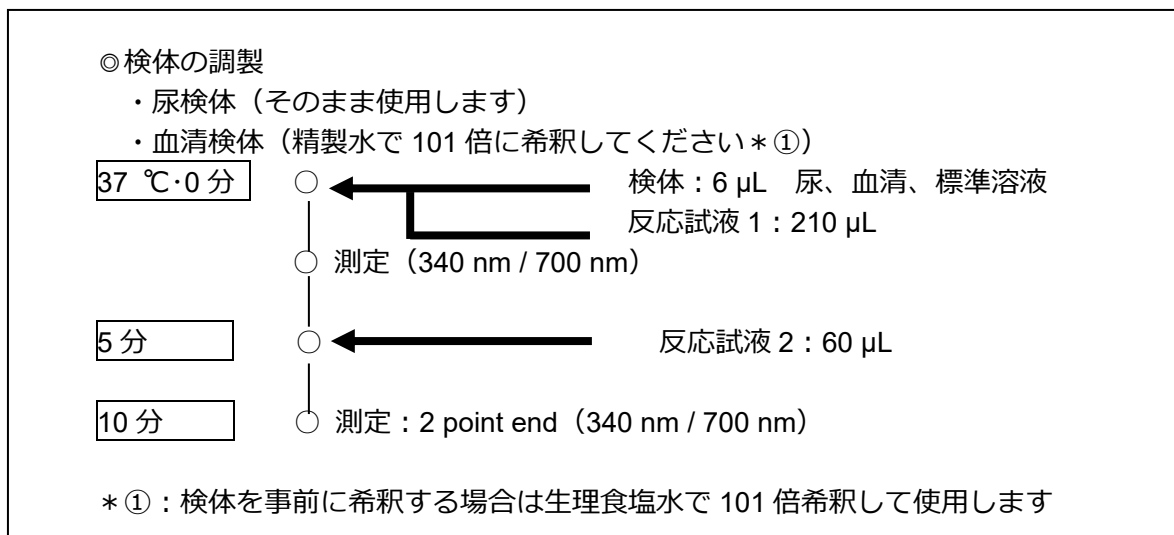 ◎検体の調製
・尿検体（そのまま使用します）
・血清検体（精製水で 101 倍に希釈してください＊①）
37 ℃･0 分
検体：6 µL 尿、血清、標準溶液
反応試液 1：210 µL
測定（340 nm / 700 nm）
5 分
反応試液 2：60 µL
10 分
測定：2 point end（340 nm / 700 nm）
＊①：検体を事前に希釈する場合は生理食塩水で 101 倍希釈して使用します